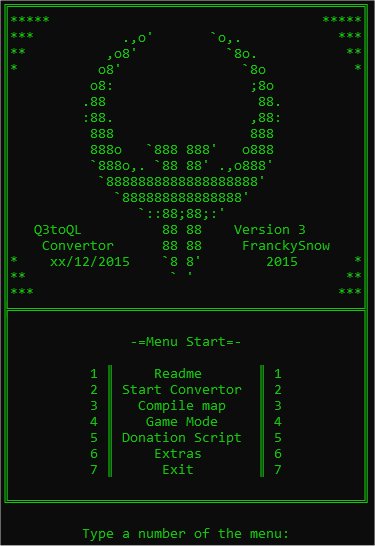 *****                                  *****
***           .,o'       `o,.            ***
**          ,o8'           `8o.           **
*          o8'               `8o           *
          o8:                 ;8o
         .88                   88.
         :88.                 ,88:
          888                 888
          888o   `888 888'   o888
          `888o,. `88 88' .,o888'
           `8888888888888888888'
             `888888888888888'
                `::88;;88;:'
   Q3toQL          88 88    Version 3
    Convertor      88 88     FranckySnow
*    xx/12/2015    `8 8'        2015       *
**                  ` '                   **
***                                      ***
-=Menu Start=-
1 ║ Readme ║ 1
2 ║ Start Convertor ║ 2
3 ║ Compile map ║ 3
4 ║ Game Mode ║ 4
5 ║ Donation Script ║ 5
6 ║ Extras ║ 6
7 ║ Exit ║ 7
Type a number of the menu: